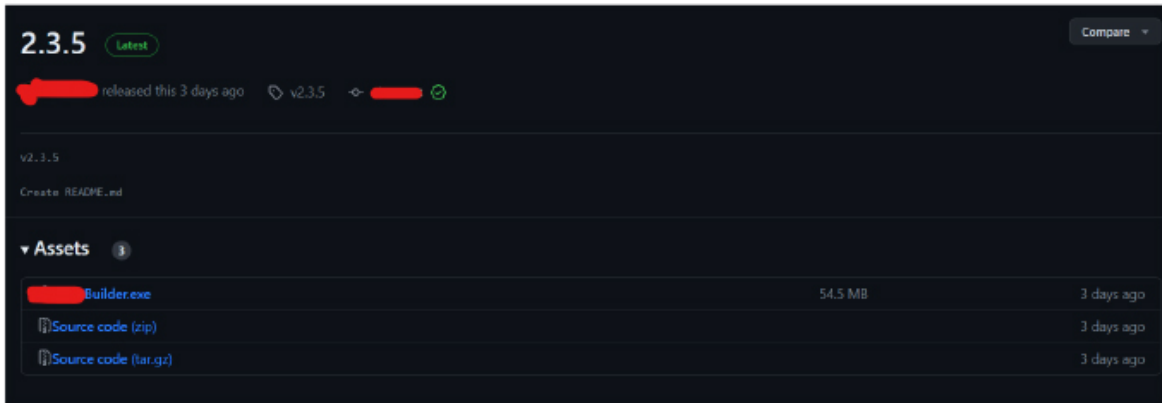 2.3.5 Latest
Compare
released this 3 days ago v2.3.5
v2.3.5
Create README.md
Assets 3
Builder.exe 54.5 MB 3 days ago
Source code (zip) 3 days ago
Source code (tar.gz) 3 days ago